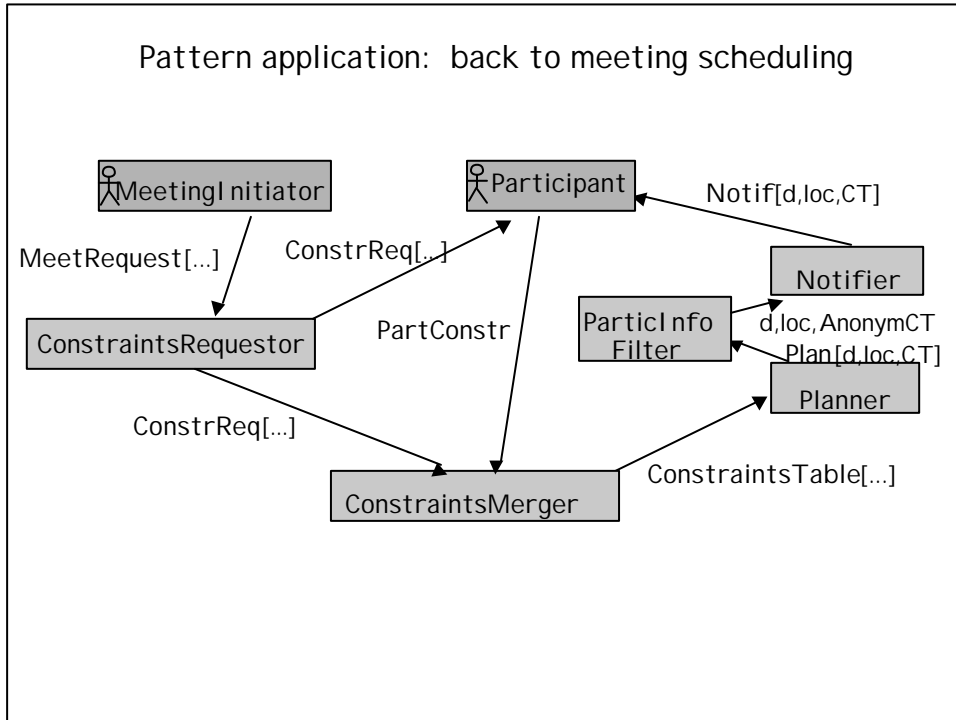 Pattern application: back to meeting scheduling
MeetingInitiator
Participant
Notif[d,loc,CT]
MeetRequest[...]
ConstrReq[...]
Notifier
ParticInfo
Filter
d,loc,AnonymCT
Plan[d,loc,CT]
PartConstr
ConstraintsRequestor
Planner
ConstrReq[...]
ConstraintsTable[...]
ConstraintsMerger